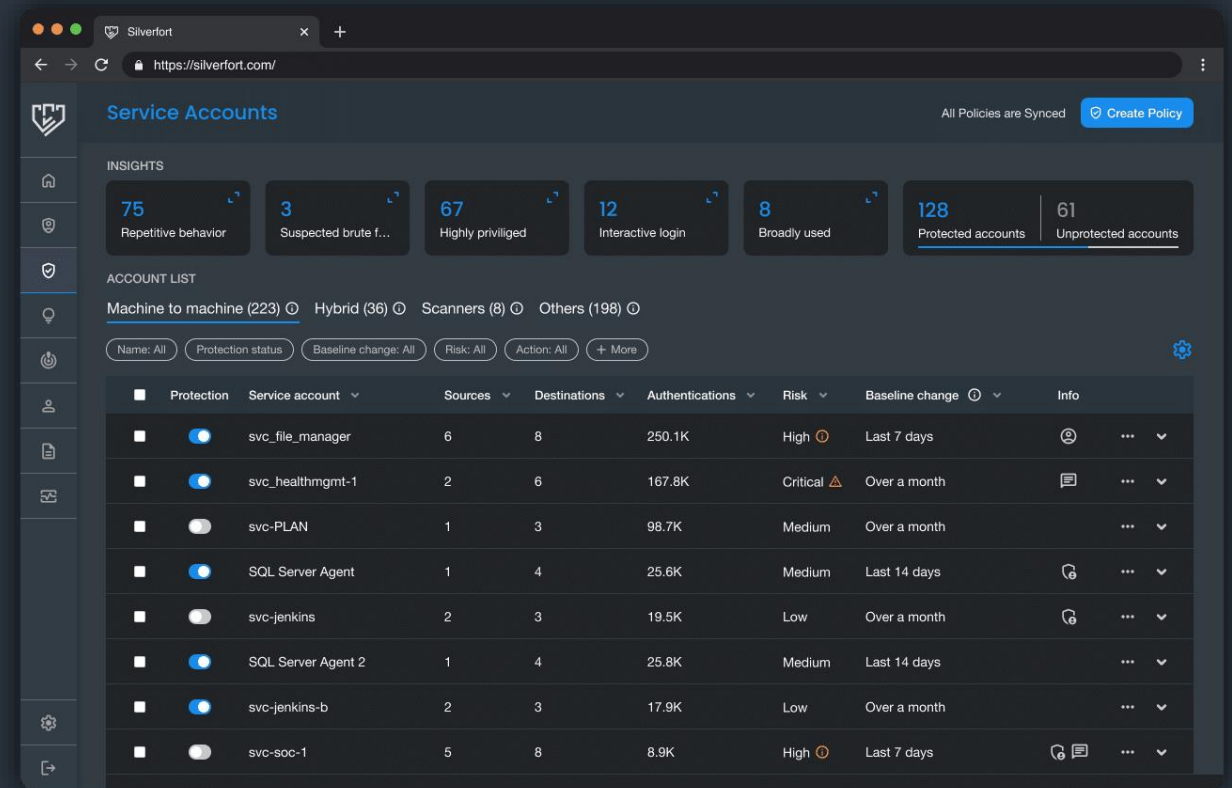 Silverfort
https://silverfort.com/
Service Accounts
All Policies are Synced
Create Policy
INSIGHTS
75
Repetitive behavior
3
Suspected brute f...
67
Highly priviliged
12
Interactive login
8
Broadly used
128
Protected accounts
61
Unprotected accounts
ACCOUNT LIST
Machine to machine (223) Hybrid (36) Scanners (8) Others (198)
Name: All Protection status Baseline change: All Risk: All Action: All + More
Protection Service account Sources Destinations Authentications Risk Baseline change Info
svc_file_manager 6 8 250.1K High Last 7 days
svc_healthmgmt-1 2 6 167.8K Critical Over a month
svc-PLAN 1 3 98.7K Medium Over a month
SQL Server Agent 1 4 25.6K Medium Last 14 days
svc-jenkins 2 3 19.5K Low Over a month
SQL Server Agent 2 1 4 25.8K Medium Last 14 days
svc-jenkins-b 2 3 17.9K Low Over a month
svc-soc-1 5 8 8.9K High Last 7 days